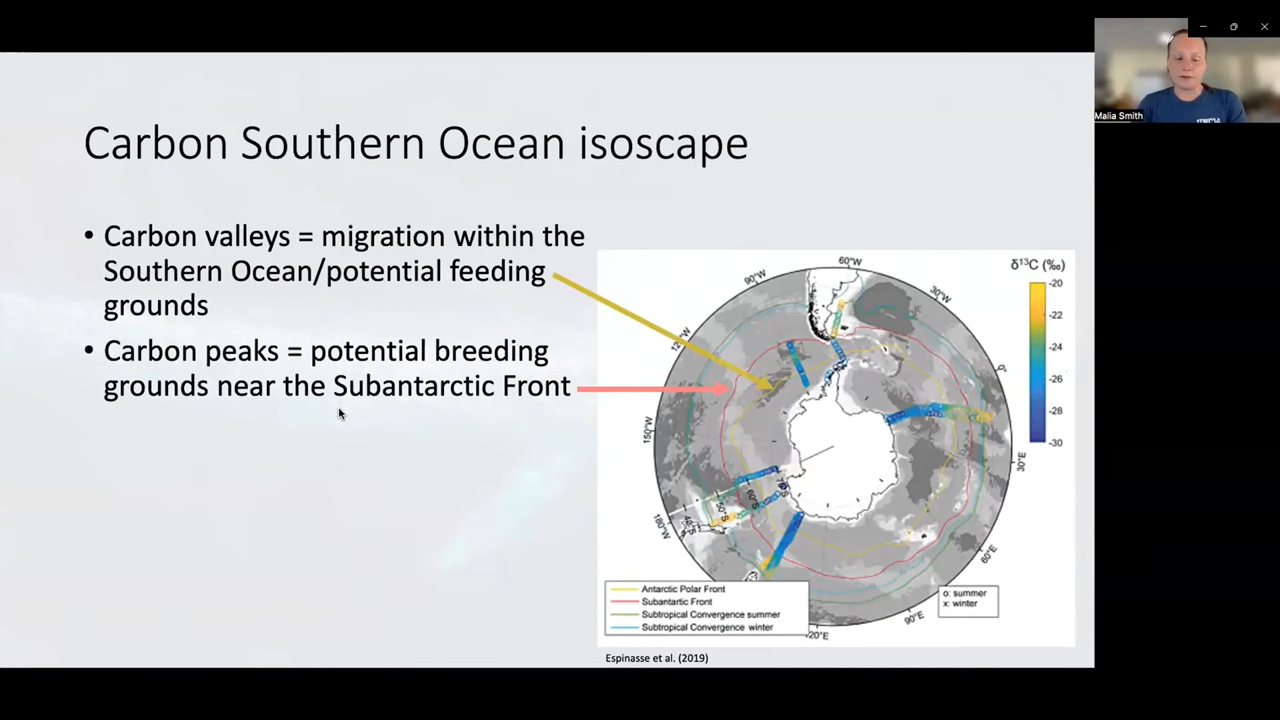 Malia Smith
Carbon Southern Ocean isoscape
• Carbon valleys = migration within the
Southern Ocean/potential feeding
grounds
• Carbon peaks = potential breeding
grounds near the Subantarctic Front
60°W
90°W
30°W
0°
150°W
30°E
180°W
60°E
90°E
50°S
60°S
δ¹³C (‰)
-20
-22
-24
-26
-28
-30
Antarctic Polar Front
Subantarctic Front
Subtropical Convergence summer
Subtropical Convergence winter
o: summer
x: winter
Espinasse et al. (2019)